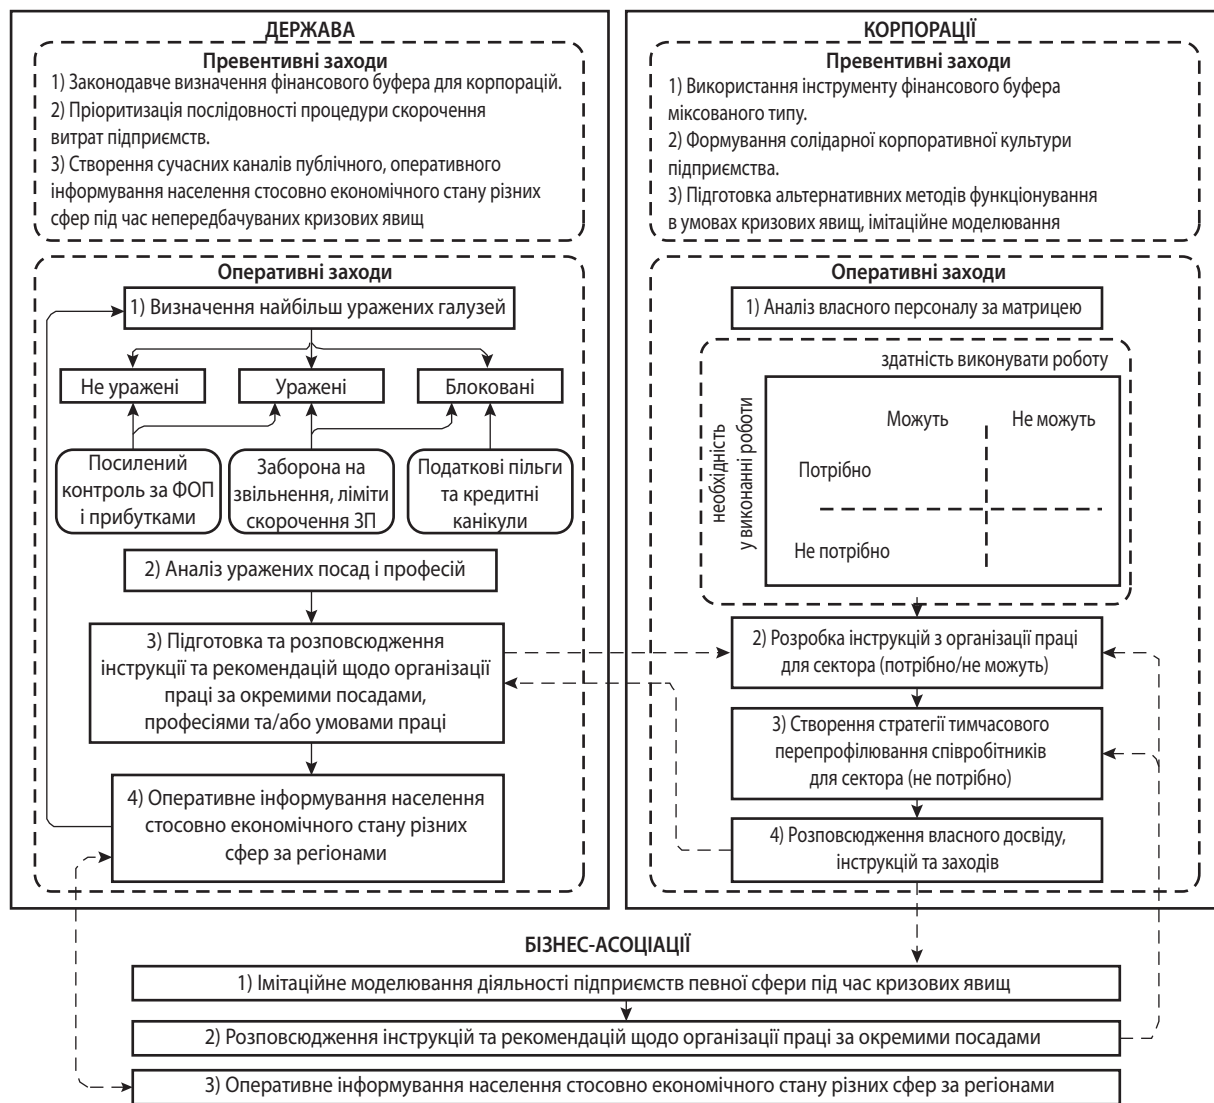 ДЕРЖАВА
Превентивні заходи
1) Законодавче визначення фінансового буфера для корпорацій.
2) Пріоритизація послідовності процедури скорочення
витрат підприємств.
3) Створення сучасних каналів публічного, оперативного
інформування населення стосовно економічного стану різних
сфер під час непередбачуваних кризових явищ
Оперативні заходи
1) Визначення найбільш уражених галузей
Не уражені
Уражені
Блоковані
Посилений
контроль за ФОП
і прибутками
Заборона на
звільнення, ліміти
скорочення ЗП
Податкові пільги
та кредитні
канікули
2) Аналіз уражених посад і професій
3) Підготовка та розповсюдження
інструкції та рекомендацій щодо організації
праці за окремими посадами,
професіями та/або умовами праці
4) Оперативне інформування населення
стосовно економічного стану різних
сфер за регіонами
КОРПОРАЦІЇ
Превентивні заходи
1) Використання інструменту фінансового буфера
міксованого типу.
2) Формування солідарної корпоративної культури
підприємства.
3) Підготовка альтернативних методів функціонування
в умовах кризових явищ, імітаційне моделювання
Оперативні заходи
1) Аналіз власного персоналу за матрицею
здатність виконувати роботу
необхідність
у виконанні роботи
Можуть
Не можуть
Потрібно
Не потрібно
2) Розробка інструкцій з організації праці
для сектора (потрібно/не можуть)
3) Створення стратегії тимчасового
перепрофілювання співробітників
для сектора (не потрібно)
4) Розповсюдження власного досвіду,
інструкцій та заходів
БІЗНЕС-АСОЦІАЦІЇ
1) Імітаційне моделювання діяльності підприємств певної сфери під час кризових явищ
2) Розповсюдження інструкцій та рекомендацій щодо організації праці за окремими посадами
3) Оперативне інформування населення стосовно економічного стану різних сфер за регіонами